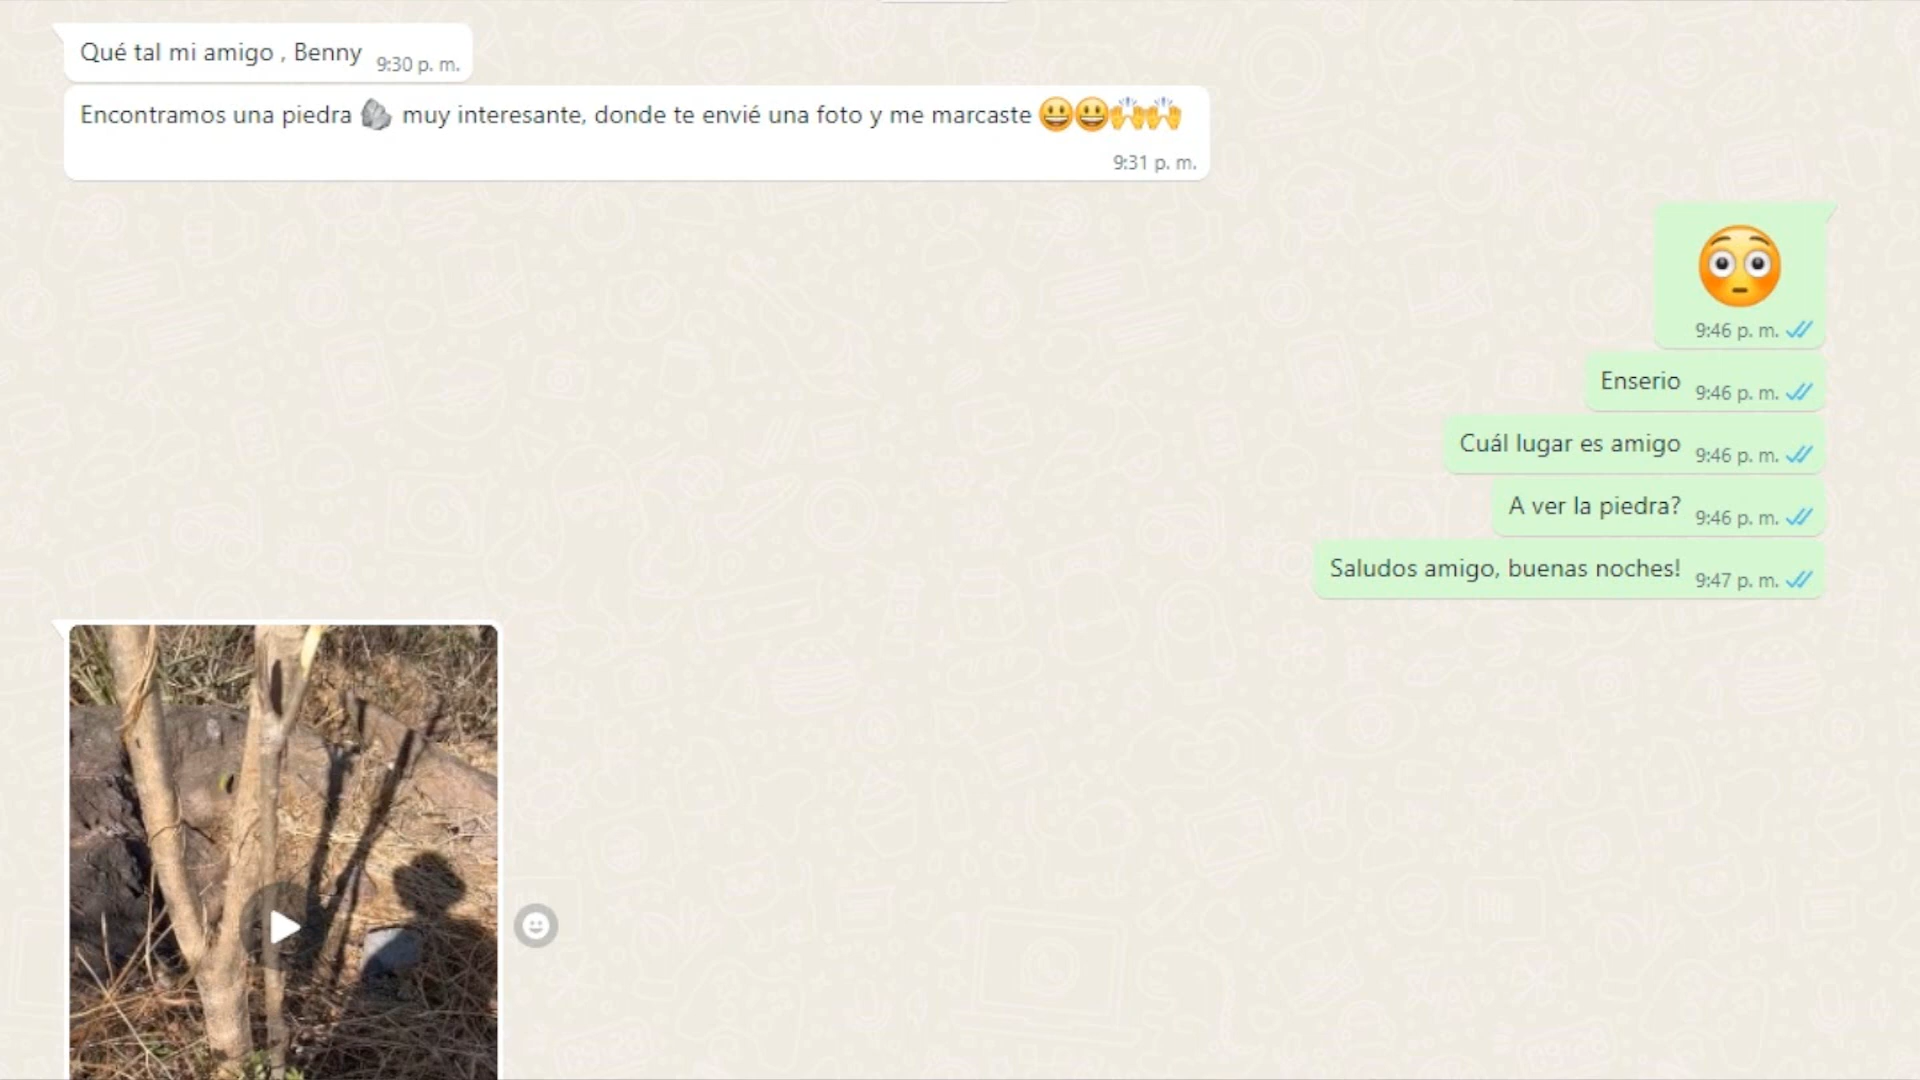 Qué tal mi amigo , Benny 9:30 p. m.
Encontramos una piedra 🪨 muy interesante, donde te envié una foto y me marcaste 😃😃🙌🙌
9:31 p. m.
😳
9:46 p. m.
Enserio 9:46 p. m.
Cuál lugar es amigo 9:46 p. m.
A ver la piedra? 9:46 p. m.
Saludos amigo, buenas noches! 9:47 p. m.